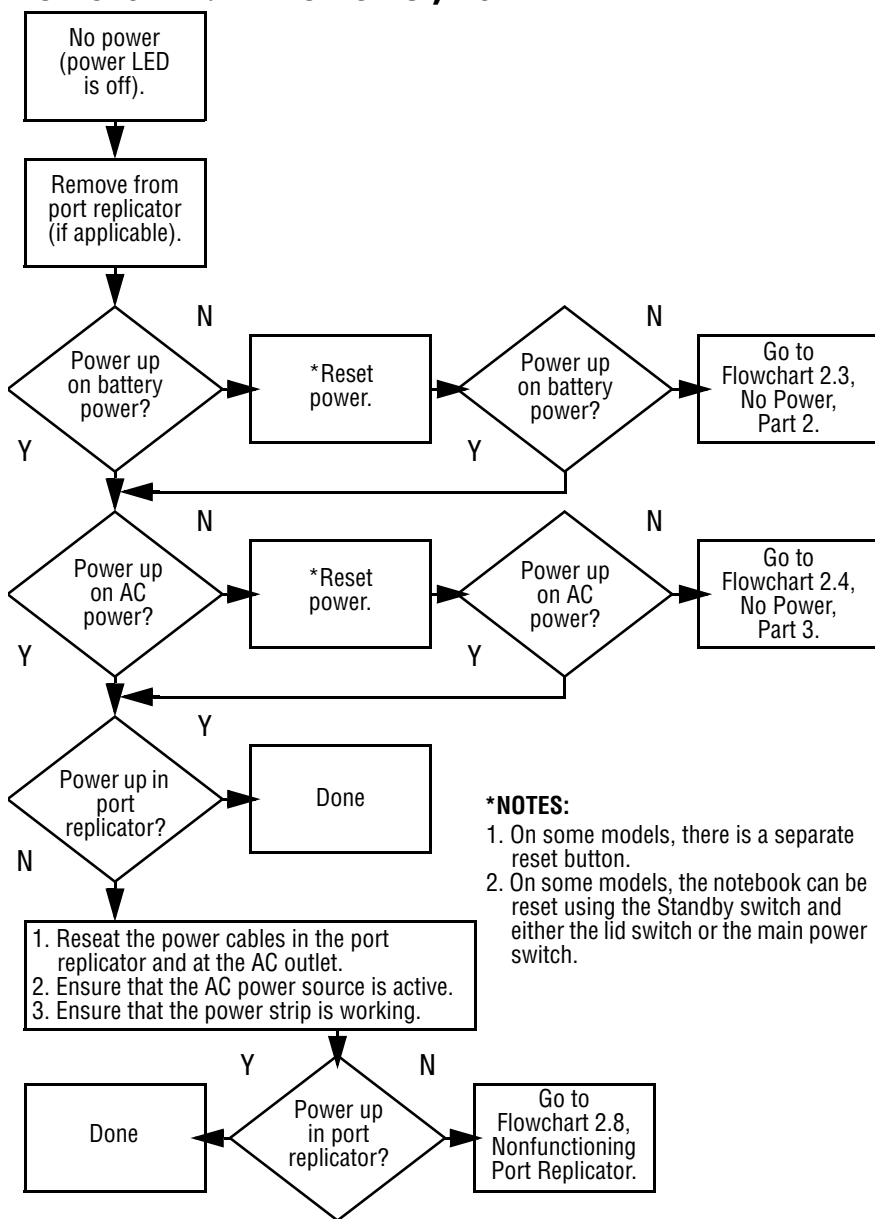 No power
(power LED
is off).
Remove from
port replicator
(if applicable).
N
N
Power up
on battery
power?
*Reset
power.
Power up
on battery
power?
Go to
Flowchart 2.3,
No Power,
Part 2.
Y
Y
N
N
Power up
on AC
power?
*Reset
power.
Power up
on AC
power?
Go to
Flowchart 2.4,
No Power,
Part 3.
Y
Y
Y
Power up in
port
replicator?
Done
N
*NOTES:
1. On some models, there is a separate
reset button.
2. On some models, the notebook can be
reset using the Standby switch and
either the lid switch or the main power
switch.
1. Reseat the power cables in the port
replicator and at the AC outlet.
2. Ensure that the AC power source is active.
3. Ensure that the power strip is working.
Y
N
Done
Power up
in port
replicator?
Go to
Flowchart 2.8,
Nonfunctioning
Port Replicator.